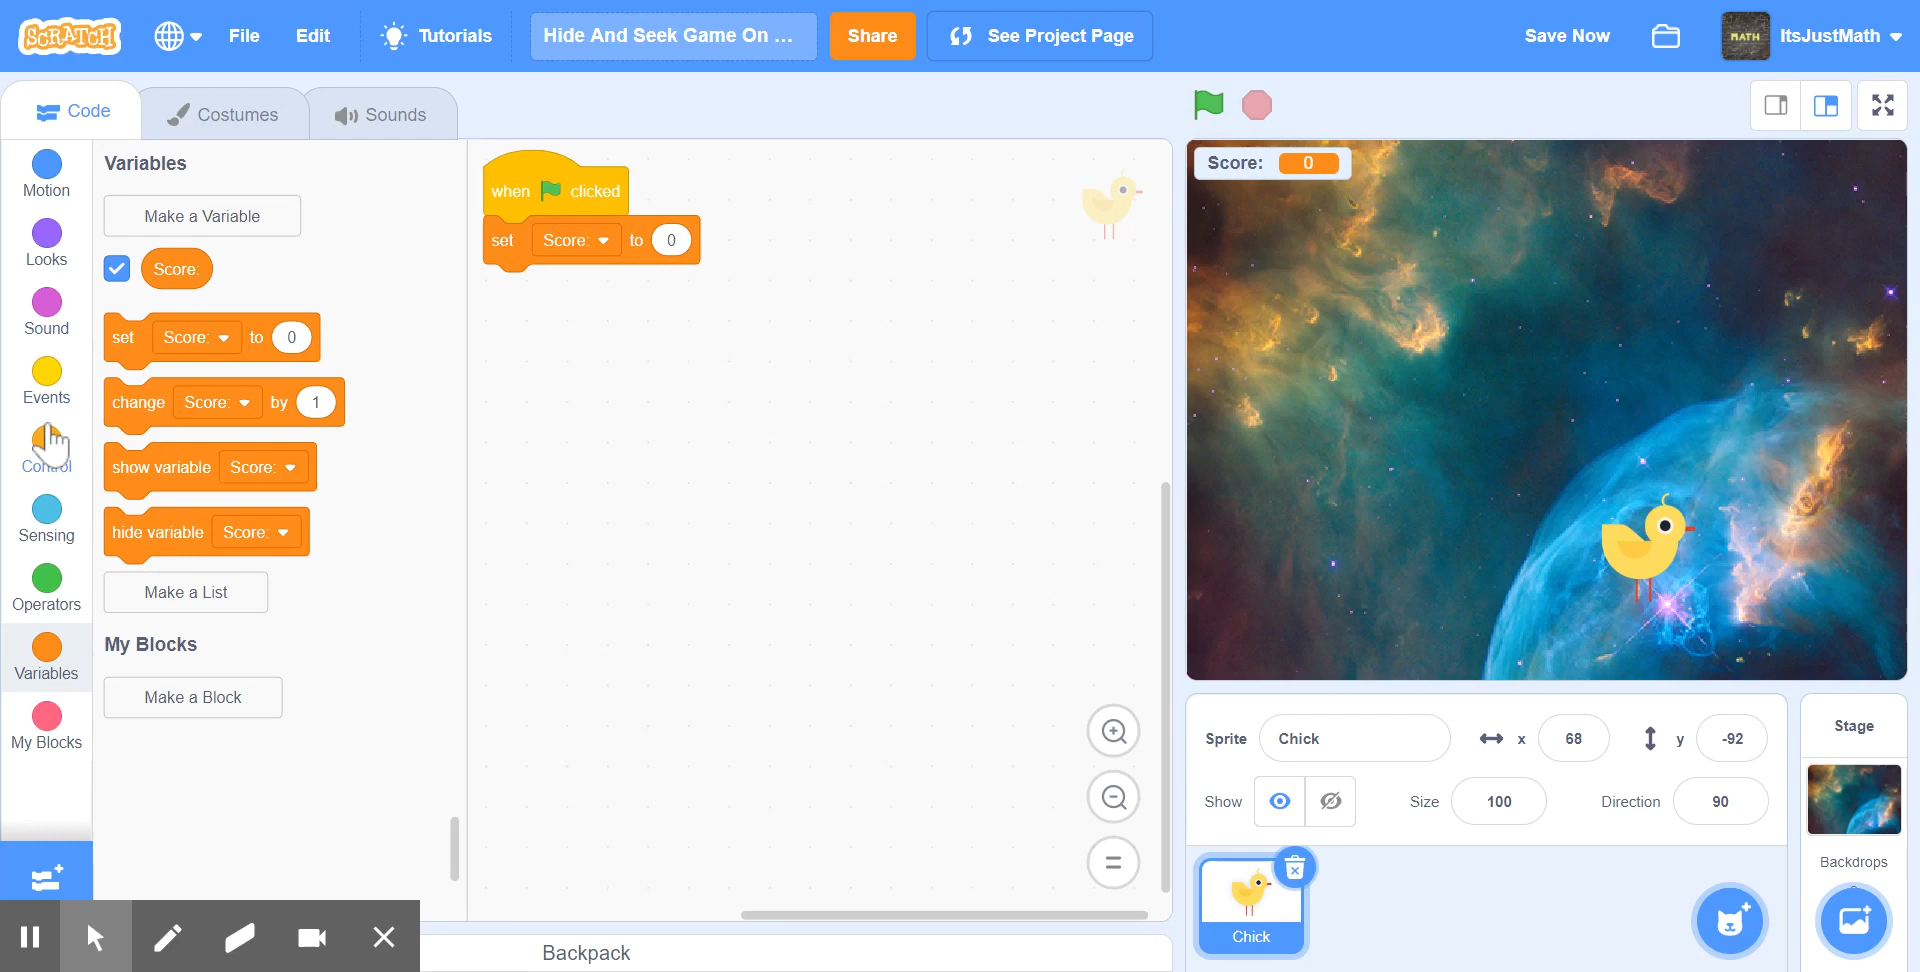 SCRATCH
File
Edit
Tutorials
Hide And Seek Game On ...
Share
See Project Page
Save Now
MATH
ItsJustMath
Code
Costumes
Sounds
Motion
Looks
Sound
Events
Control
Sensing
Operators
Variables
My Blocks
Variables
Make a Variable
Score:
set Score: to 0
change Score: by 1
show variable Score:
hide variable Score:
Make a List
My Blocks
Make a Block
when clicked
set Score: to 0
Backpack
Score: 0
Sprite Chick x 68 y -92
Show Size 100 Direction 90
Chick
Stage
Backdrops